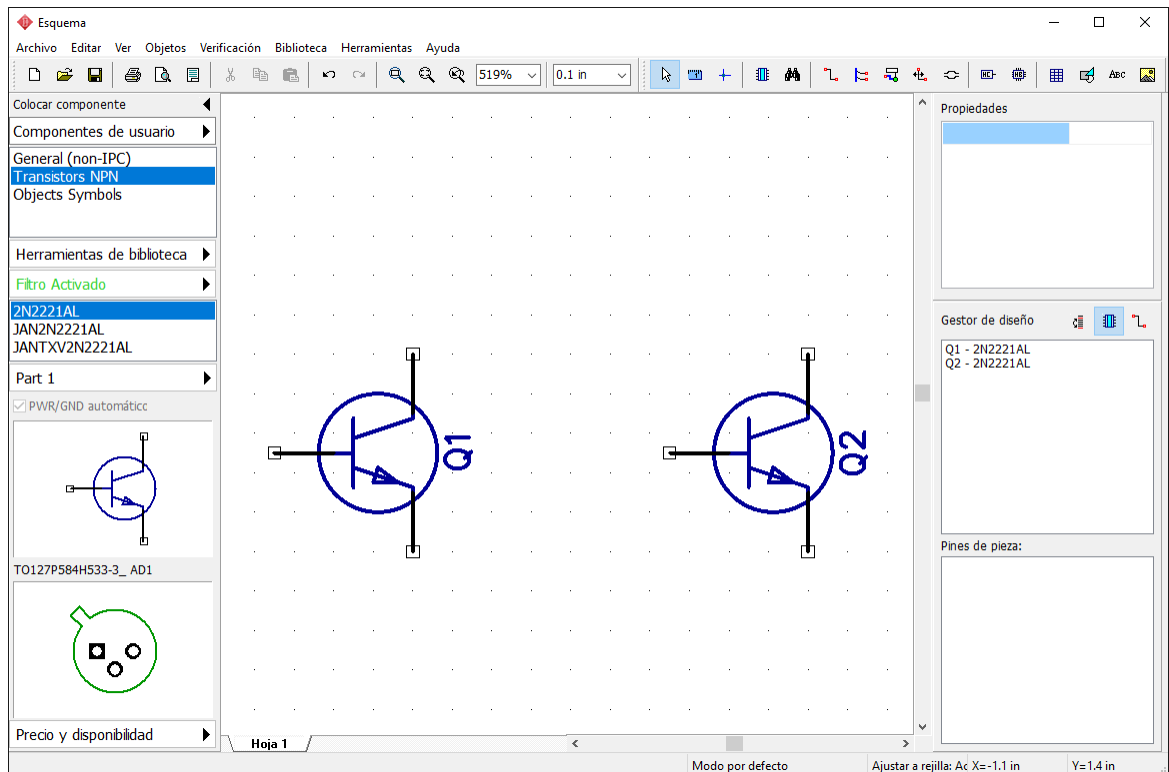 Esquema
Archivo Editar Ver Objetos Verificación Biblioteca Herramientas Ayuda
519% 0.1 in ABC
Colocar componente
Componentes de usuario
General (non-IPC)
Transistors NPN
Objects Symbols
Herramientas de biblioteca
Filtro Activado
2N2221AL
JAN2N2221AL
JANTXV2N2221AL
Part 1
PWR/GND automátic
TO127P584H533-3_ AD1
Precio y disponibilidad
Q1
Q2
Hoja 1
Propiedades
Gestor de diseño
Q1 - 2N2221AL
Q2 - 2N2221AL
Pines de pieza:
Modo por defecto
Ajustar a rejilla: Ac
X=-1.1 in
Y=1.4 in